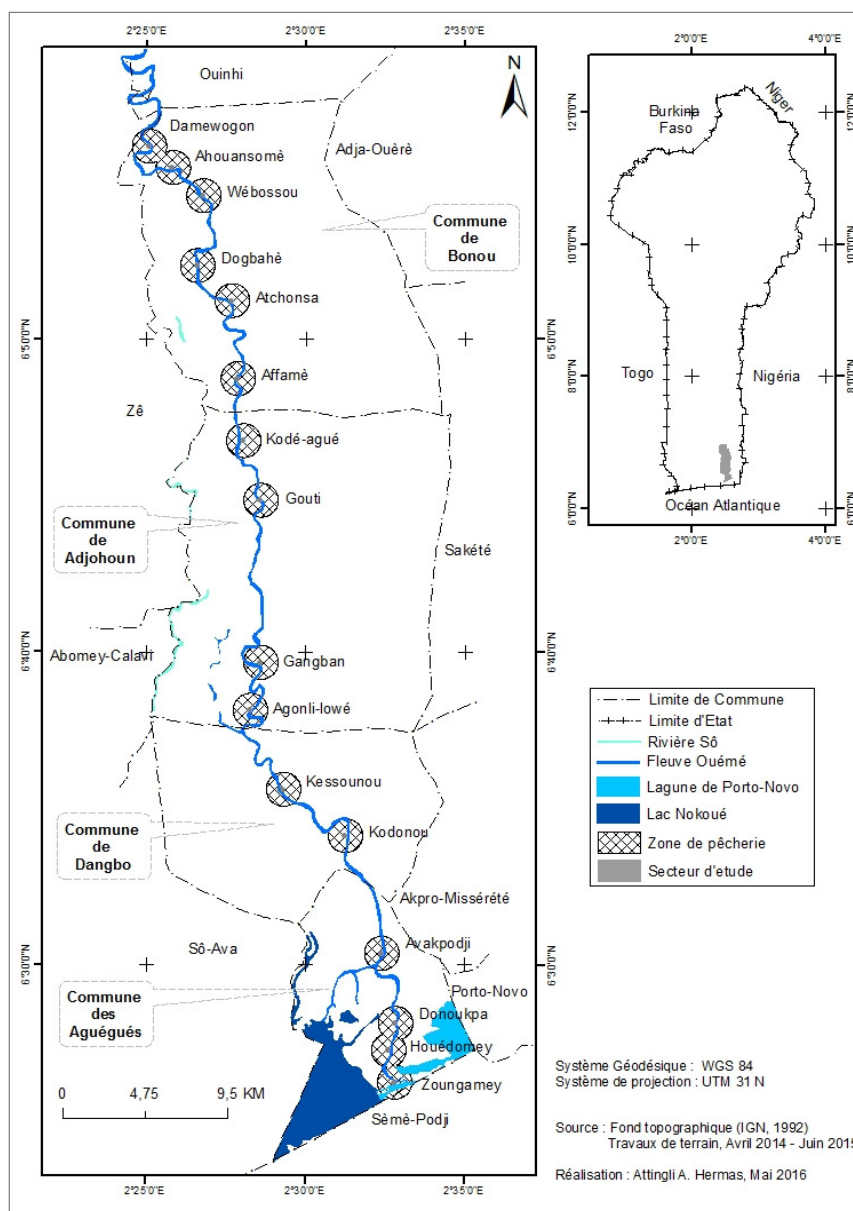 2°25'0"E
2°30'0"E
2°35'0"E
N
Ouinhi
Damewogon
Adja-Ouèrè
Ahouansomè
Wébossou
Commune
de
Bonou
Dogbahè
Atchonsa
6°50'0"N
Affamè
Zê
Kodé-agué
Gouti
Commune
de
Adjohoun
Sakété
6°40'0"N
Abomey-Calavi
Gangban
Agonli-lowé
Kessounou
Commune
de
Dangbo
Kodonou
Akpro-Missérété
Sô-Ava
Avakpodji
6°30'0"N
Porto-Novo
Commune
des
Aguégués
Donoukpa
Houédomey
Zoungamey
0 4,75 9,5 KM
Sèmè-Podji
2°25'0"E
2°30'0"E
2°35'0"E
6°50'0"N
6°40'0"N
6°30'0"N
2°0'0"E
4°0'0"E
12°0'0"N
Burkina
Faso
Niger
12°0'0"N
10°0'0"N
10°0'0"N
8°0'0"N
Togo
Nigéria
8°0'0"N
6°0'0"N
Océan Atlantique
6°0'0"N
2°0'0"E
4°0'0"E
Limite de Commune
Limite d'Etat
Rivière Sô
Fleuve Ouémé
Lagune de Porto-Novo
Lac Nokoué
Zone de pêcherie
Secteur d'etude
Système Géodésique : WGS 84
Système de projection : UTM 31 N
Source : Fond topographique (IGN, 1992)
Travaux de terrain, Avril 2014 - Juin 2015
Réalisation : Attingli A. Hermas, Mai 2016